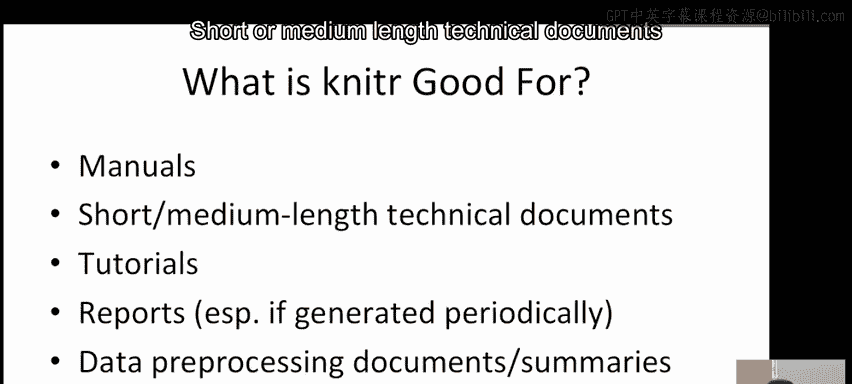 GPT中英字幕课程资源@bilibili.com
Short or medium length technical documents
What is knitr Good For?
• Manuals
• Short/medium-length technical documents
• Tutorials
• Reports (esp. if generated periodically)
• Data preprocessing documents/summaries